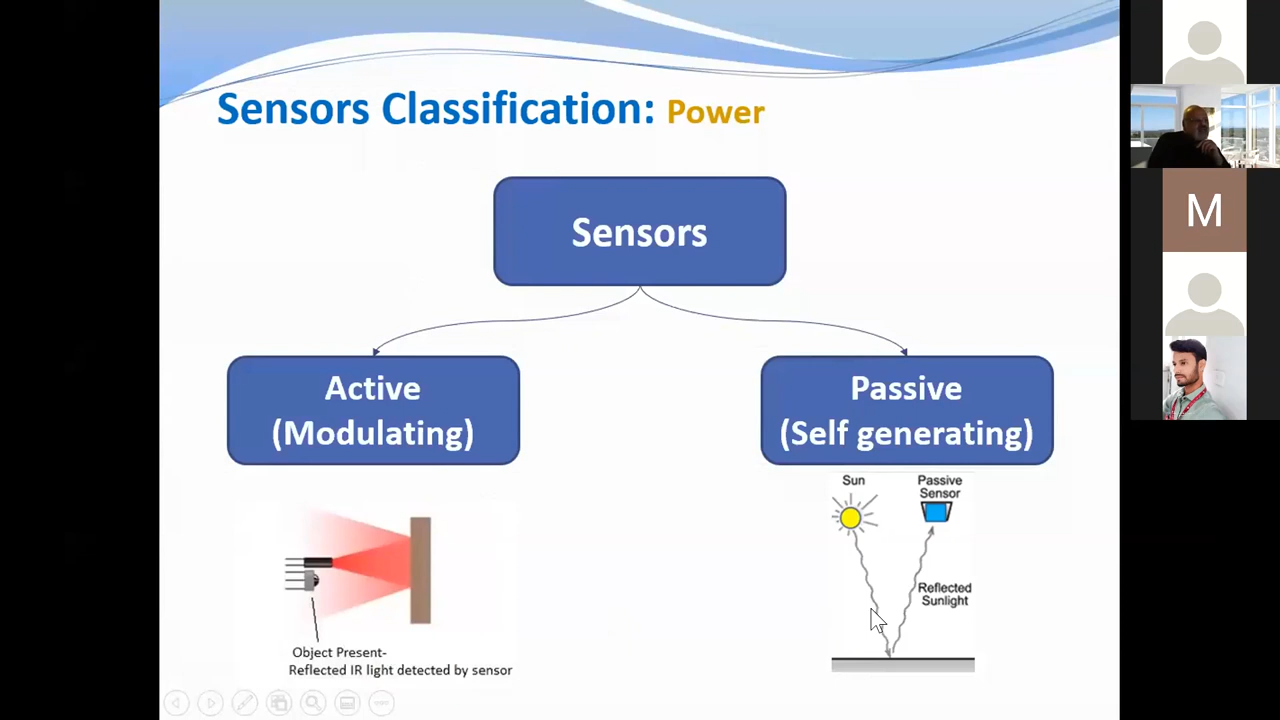 Sensors Classification: Power
Sensors
Active
(Modulating)
Passive
(Self generating)
Object Present-
Reflected IR light detected by sensor
Sun
Passive
Sensor
Reflected
Sunlight
M